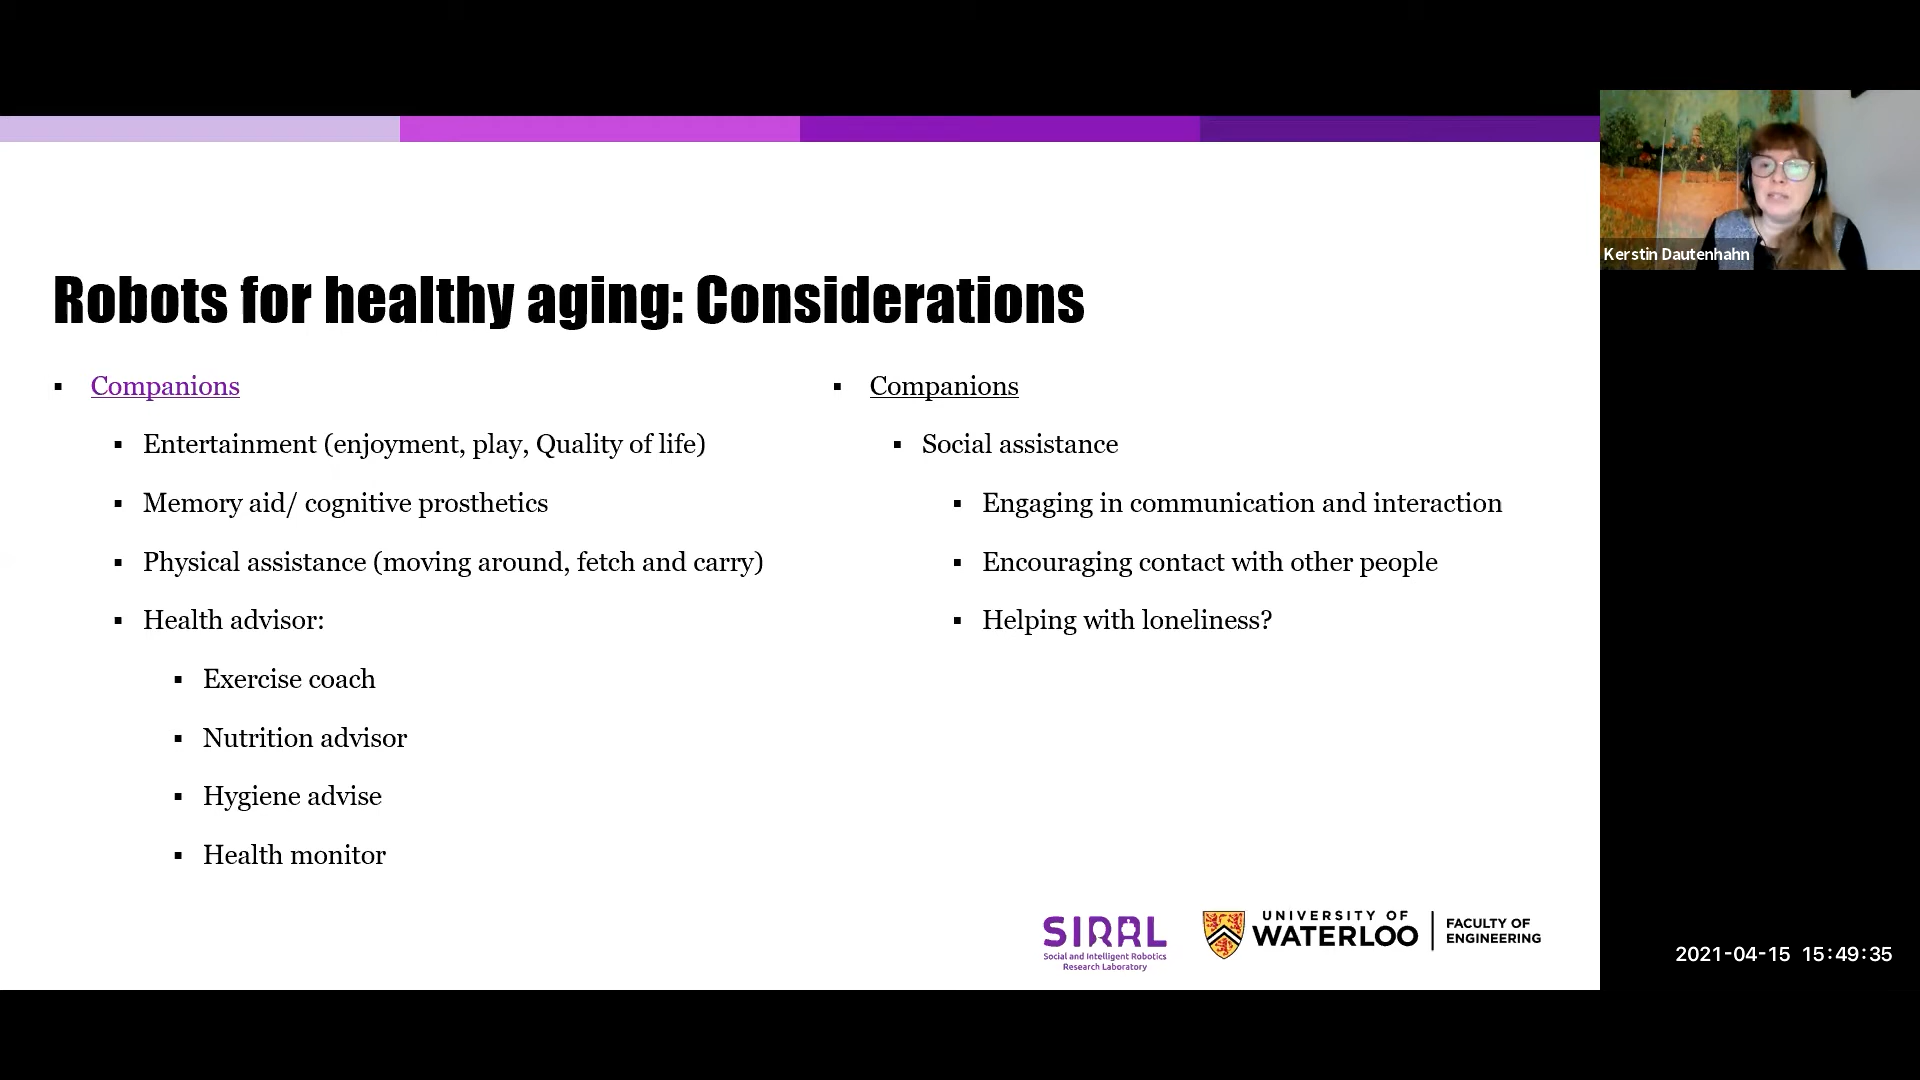 Robots for healthy aging: Considerations
Companions
Entertainment (enjoyment, play, Quality of life)
Memory aid/ cognitive prosthetics
Physical assistance (moving around, fetch and carry)
Health advisor:
Exercise coach
Nutrition advisor
Hygiene advise
Health monitor
Companions
Social assistance
Engaging in communication and interaction
Encouraging contact with other people
Helping with loneliness?
SIRRL
Social and Intelligent Robotics
Research Laboratory
UNIVERSITY OF
WATERLOO
FACULTY OF
ENGINEERING
Kerstin Dautenhahn
2021-04-15 15:49:35